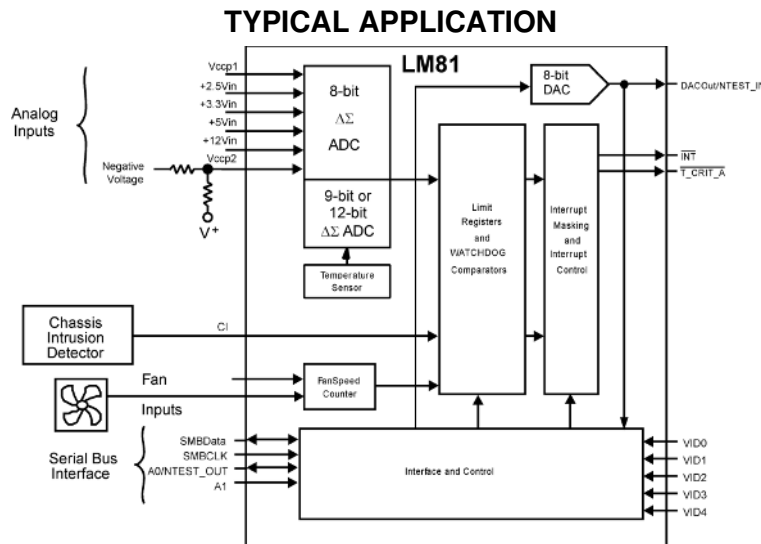 TYPICAL APPLICATION
LM81
Analog
Inputs
Vccp1
+2.5Vin
+3.3Vin
+5Vin
+12Vin
Vccp2
Negative
Voltage
V+
8-bit
ΔΣ
ADC
9-bit or
12-bit
ΔΣ ADC
Temperature
Sensor
8-bit
DAC
DACOut/NTEST_IN
INT
T_CRIT_A
Limit
Registers
and
WATCHDOG
Comparators
Interrupt
Masking and
Interrupt
Control
Chassis
Intrusion
Detector
CI
Fan
Inputs
FanSpeed
Counter
Serial Bus
Interface
SMBData
SMBCLK
A0/NTEST_OUT
A1
Interface and Control
VID0
VID1
VID2
VID3
VID4